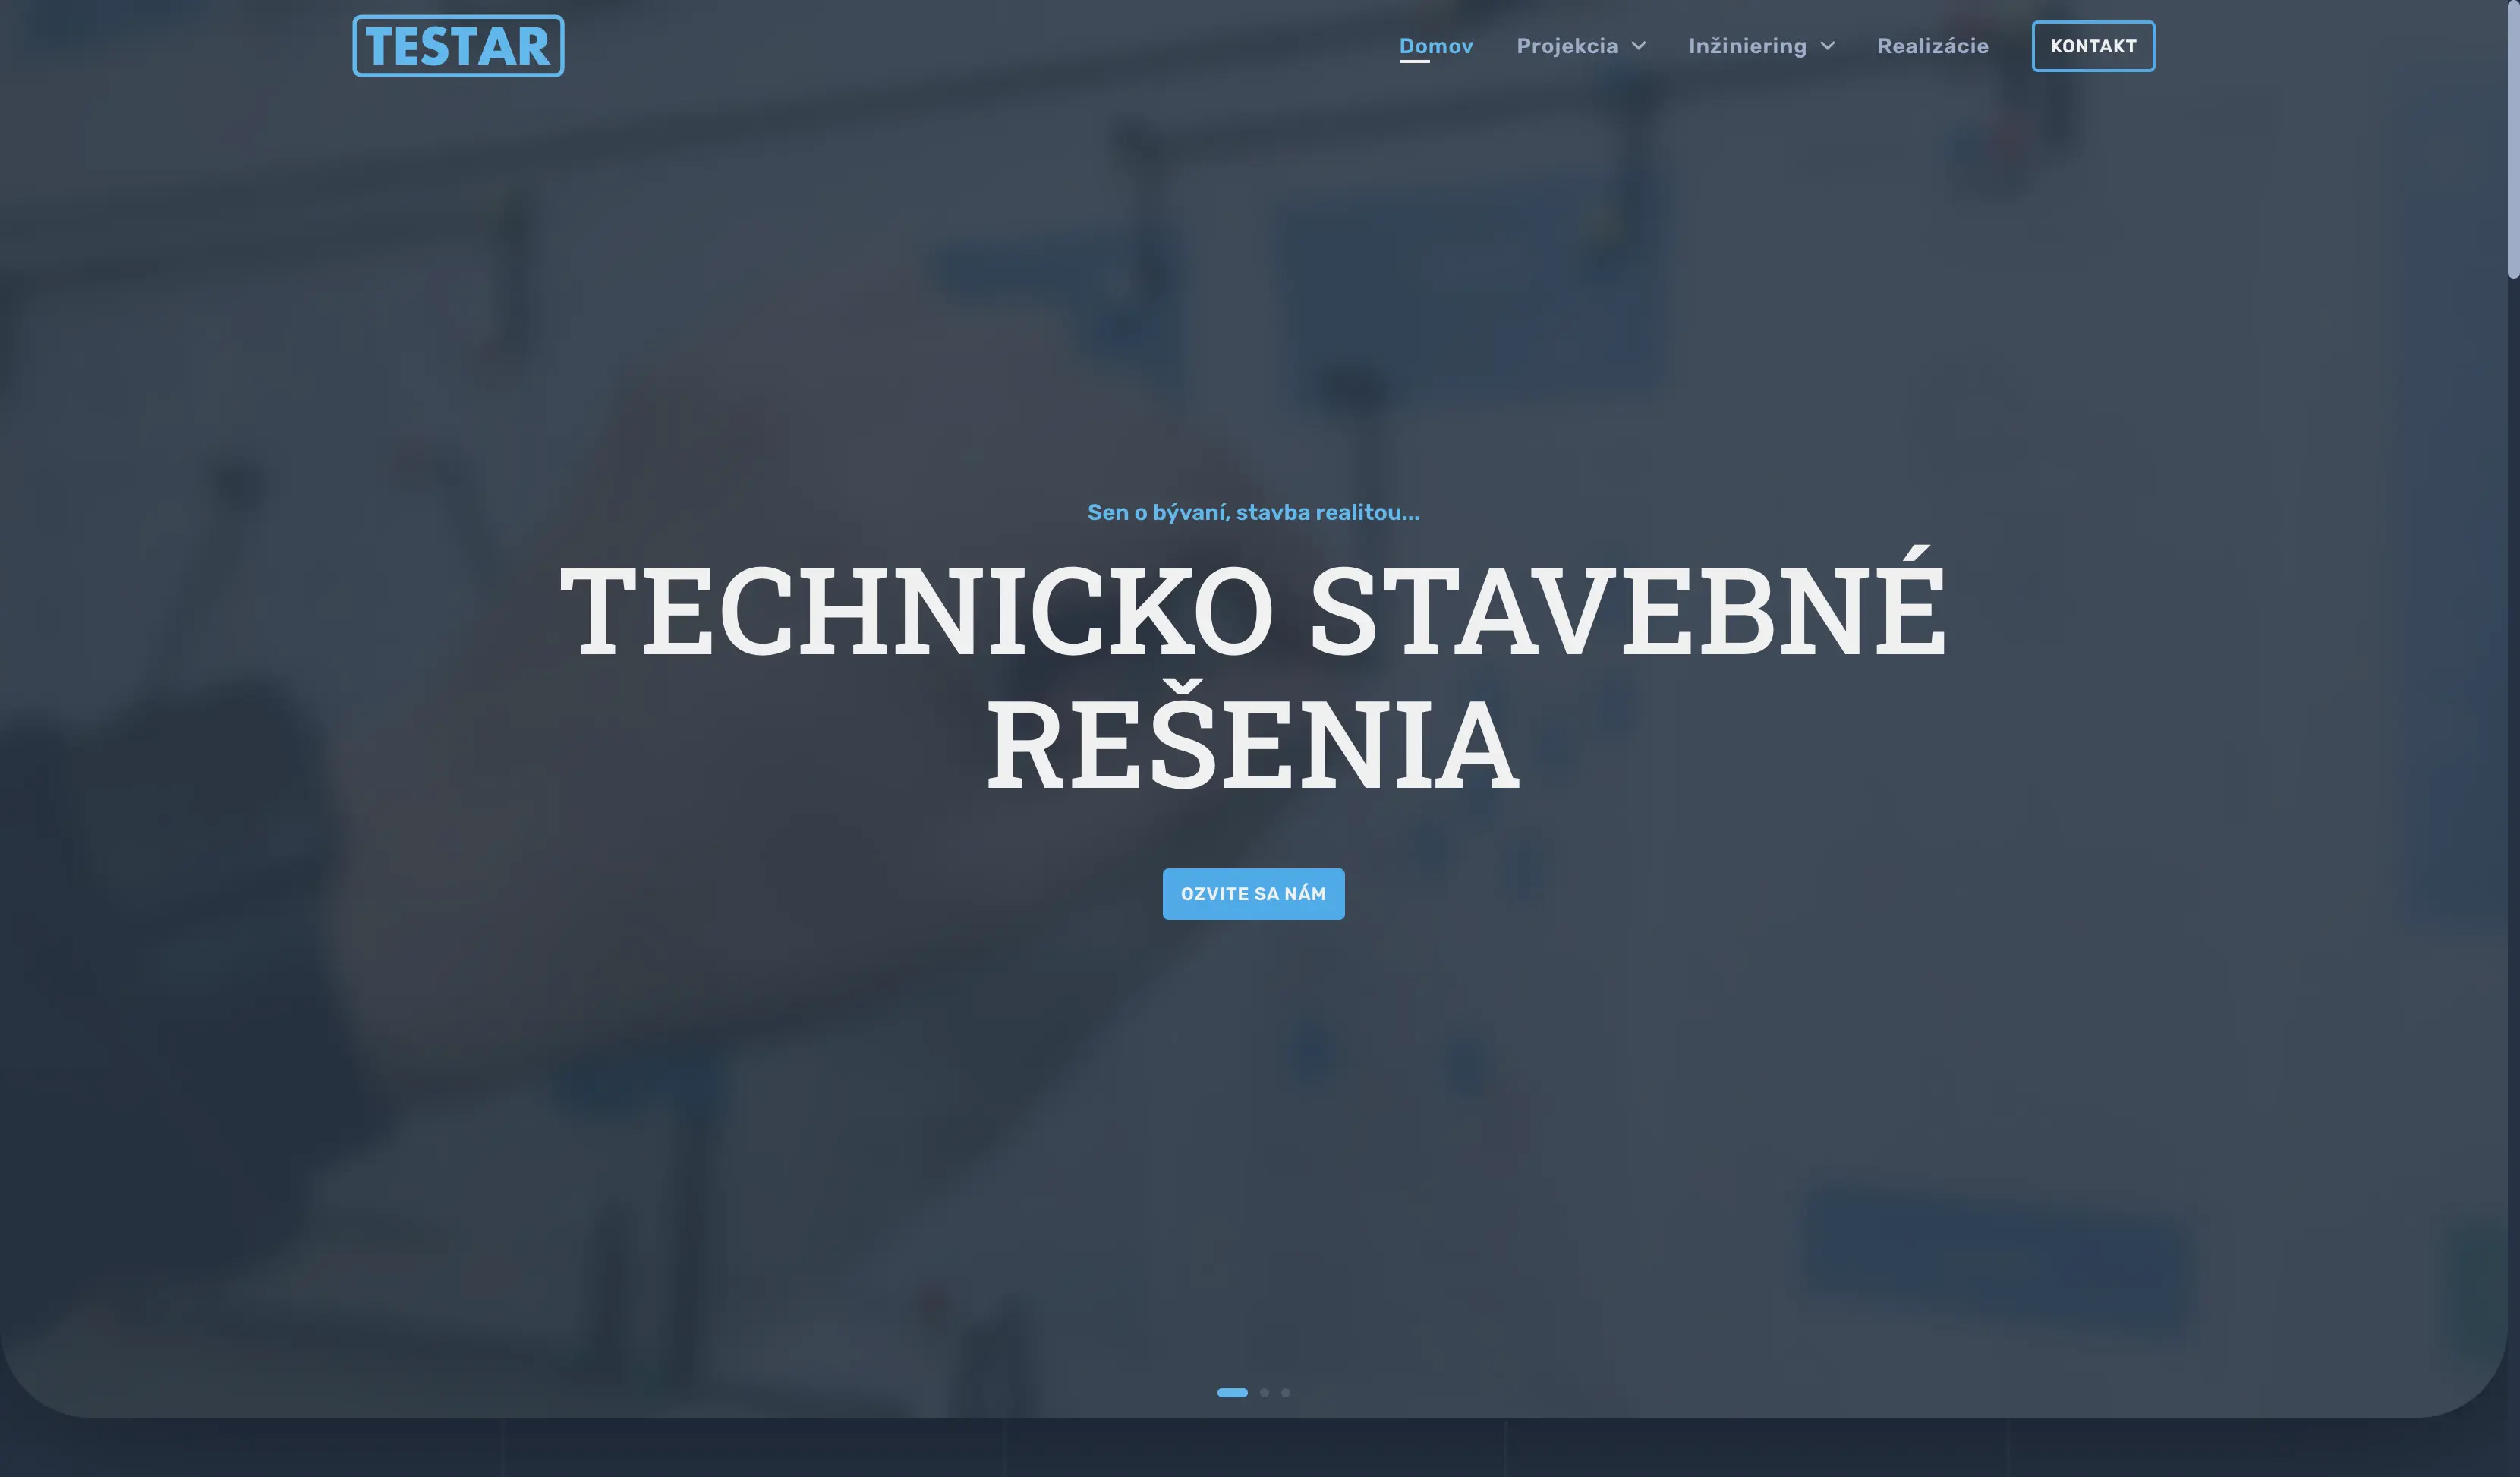 TESTAR
Domov
Projekcia
Inžiniering
Realizácie
KONTAKT
Sen o bývaní, stavba realitou...
TECHNICKO STAVEBNÉ
REŠENIA
OZVITE SA NÁM